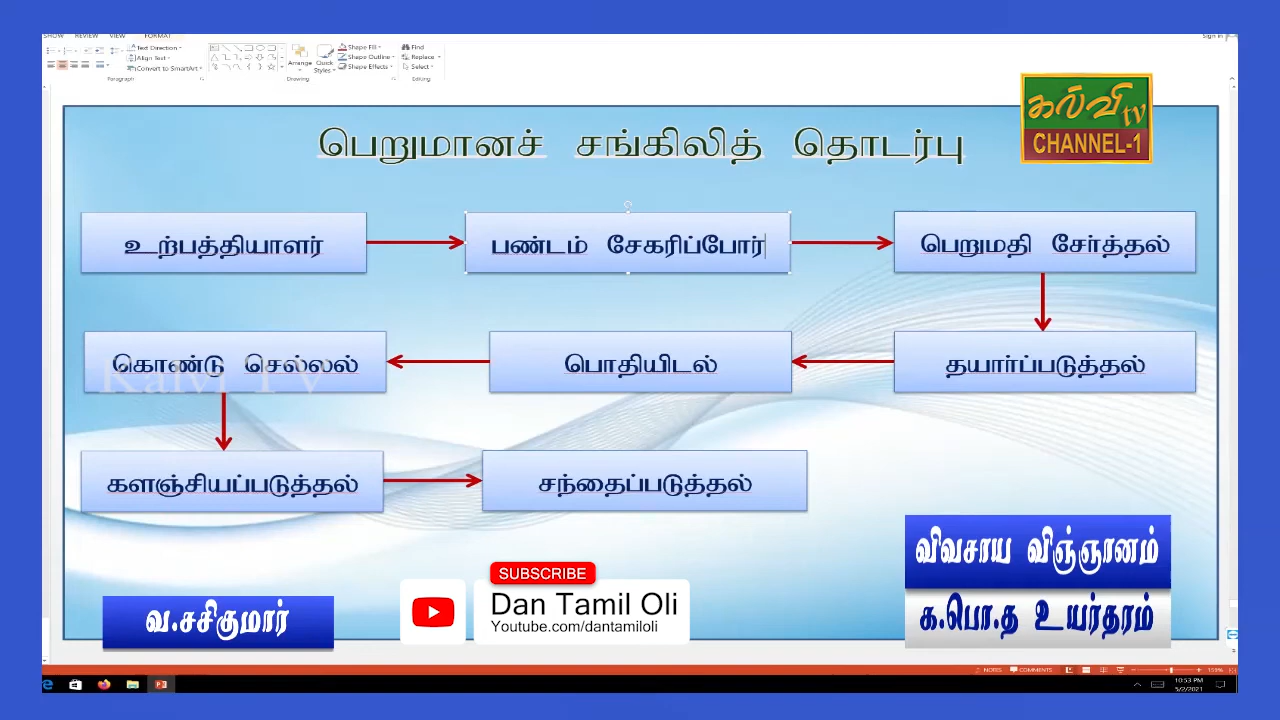 SHOW REVIEW VIEW FORMAT
Sign in
Text Direction
Align Text
Convert to SmartArt
Paragraph
Arrange
Quick Styles
Shape Fill
Shape Outline
Shape Effects
Drawing
Find
Replace
Select
Editing
கல்வி tv
CHANNEL-1
பெறுமானச் சங்கிலித் தொடர்பு
உற்பத்தியாளர்
பண்டம் சேகரிப்போர்
பெறுமதி சேர்த்தல்
கொண்டு செல்லல்
Kalvi TV
பொதியிடல்
தயார்ப்படுத்தல்
களஞ்சியப்படுத்தல்
சந்தைப்படுத்தல்
விவசாய விஞ்ஞானம்
க.பொ.த உயர்தரம்
வ.சசிகுமார்
SUBSCRIBE
Dan Tamil Oli
Youtube.com/dantamiloli
NOTES
COMMENTS
159%
10:53 PM
5/2/2021